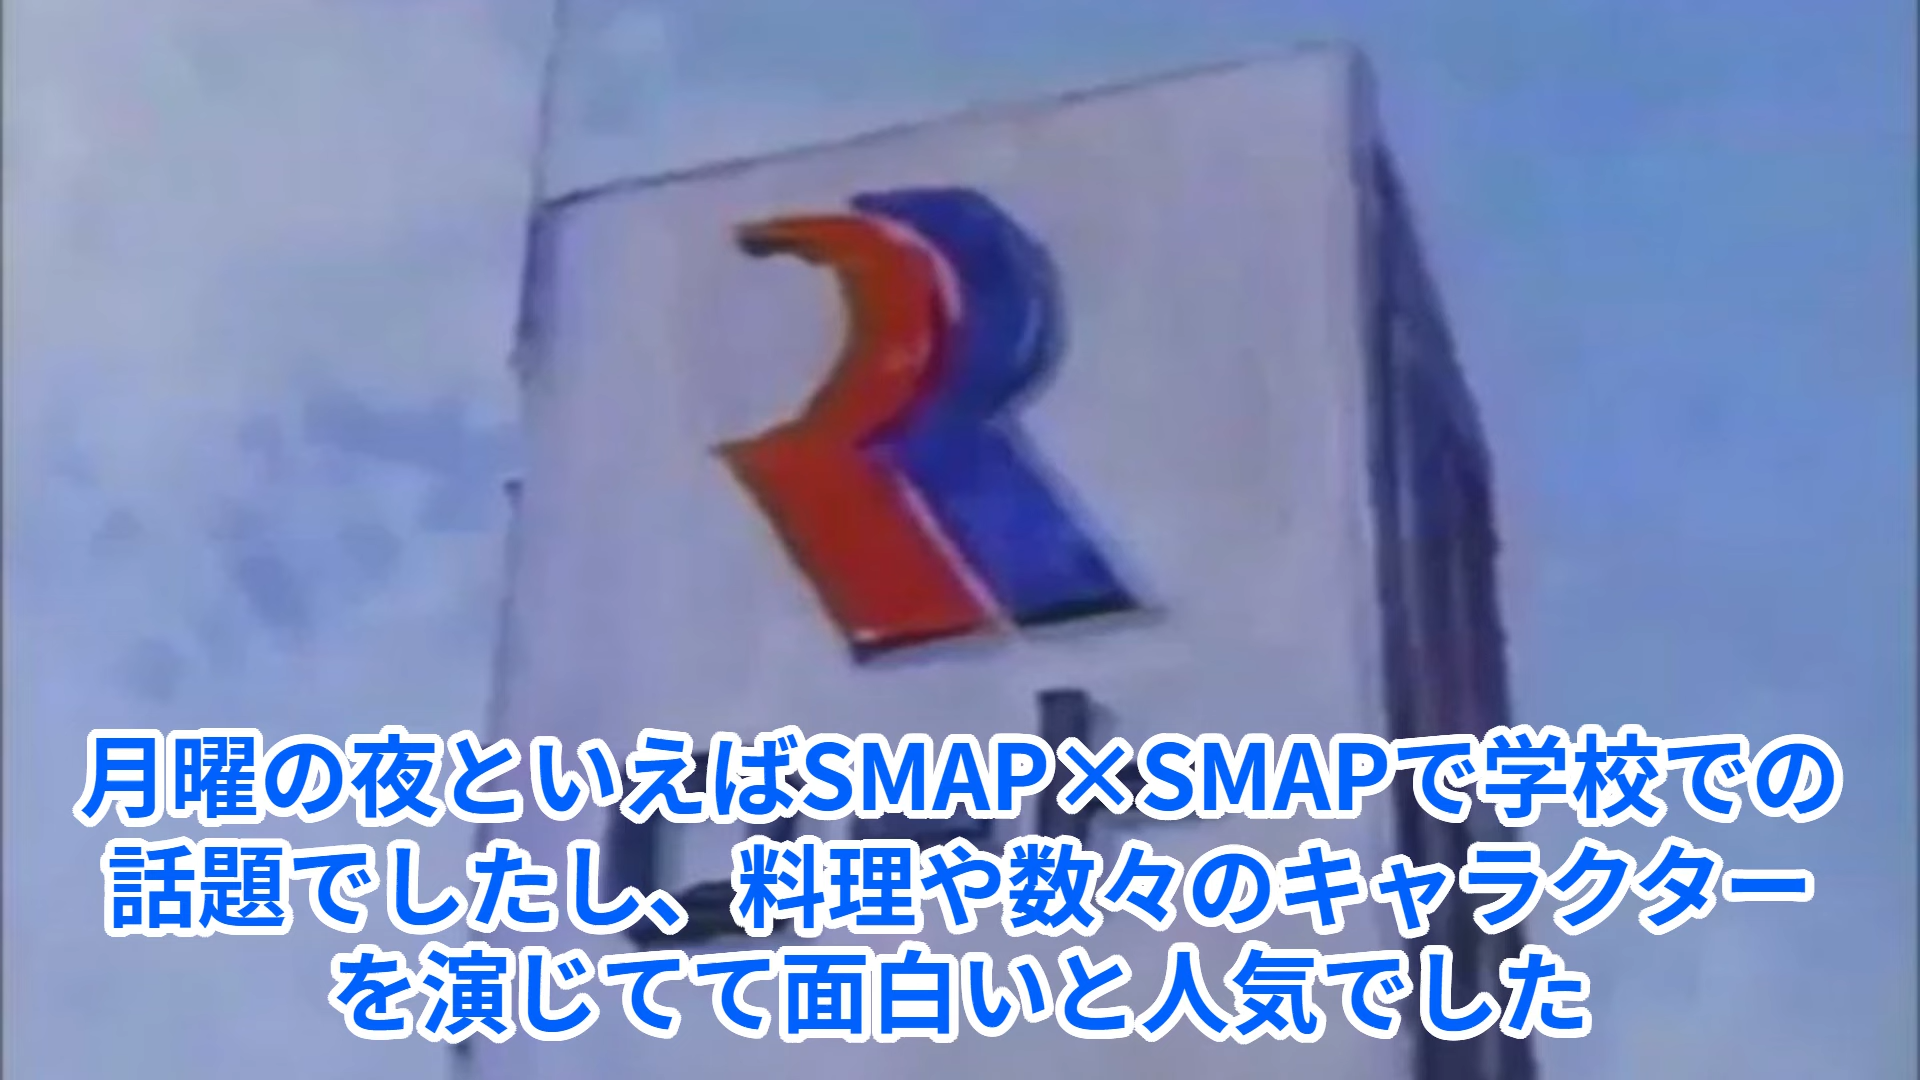 R
月曜の夜といえばSMAP×SMAPで学校での
話題でしたし、料理や数々のキャラクター
を演じてて面白いと人気でした